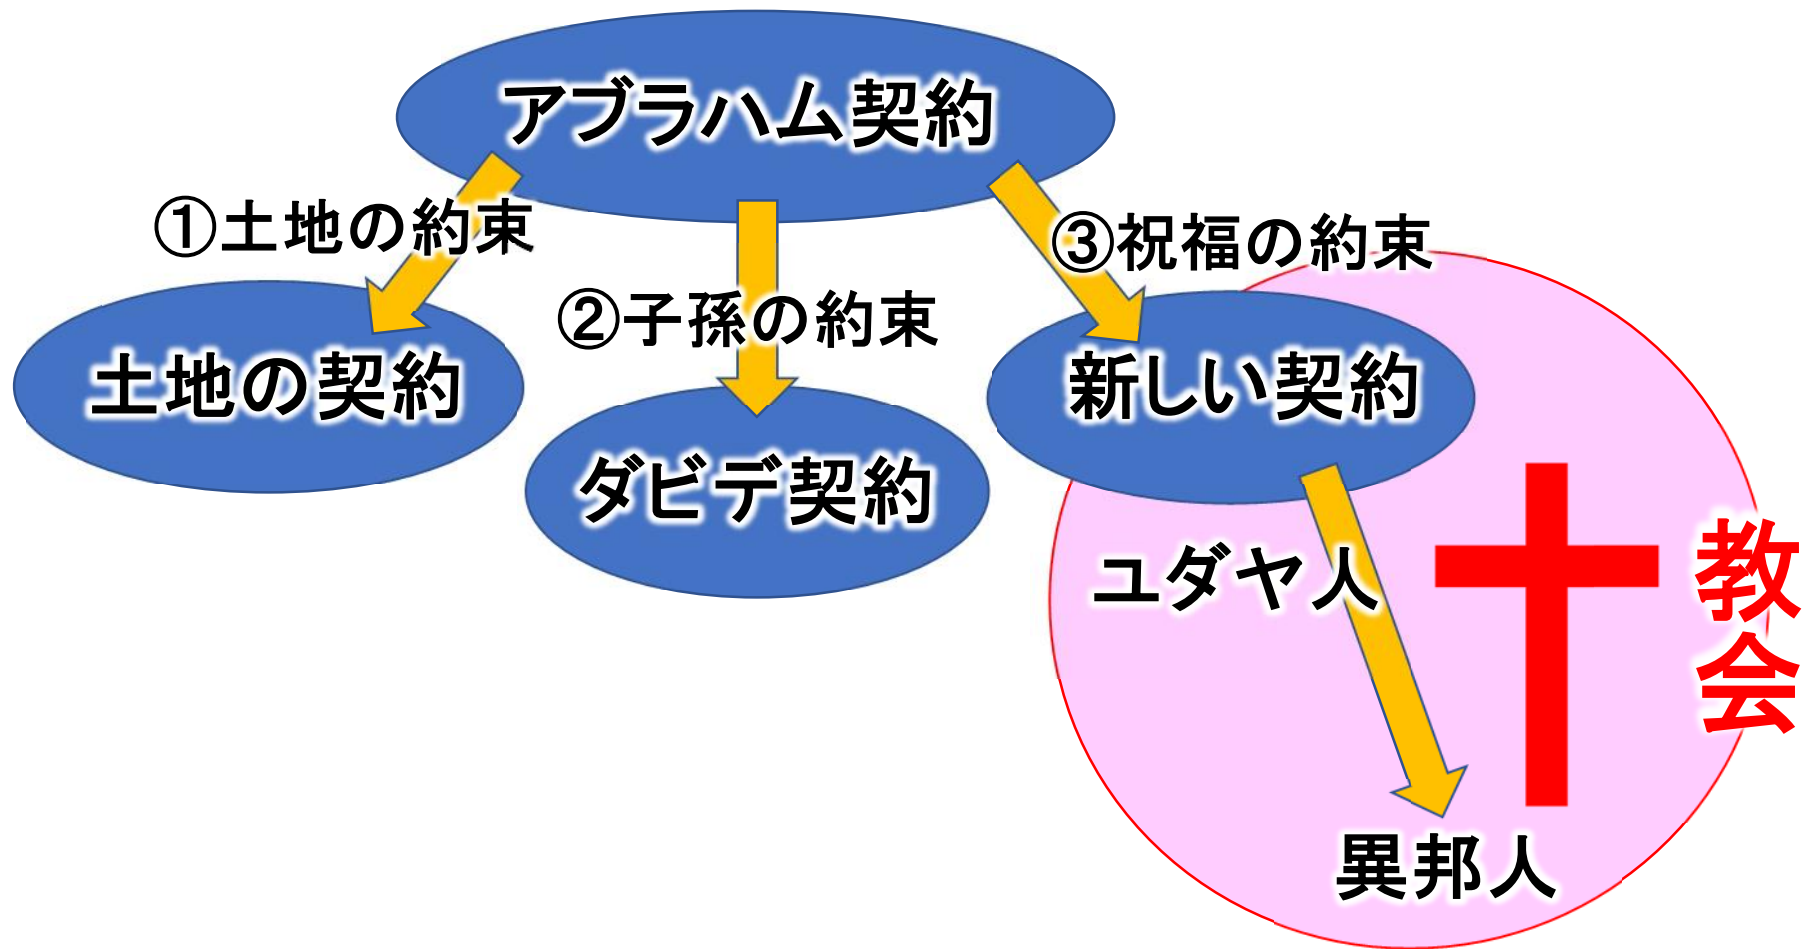 アブラハム契約
①土地の約束
②子孫の約束
③祝福の約束
土地の契約
ダビデ契約
新しい契約
ユダヤ人
異邦人
教会